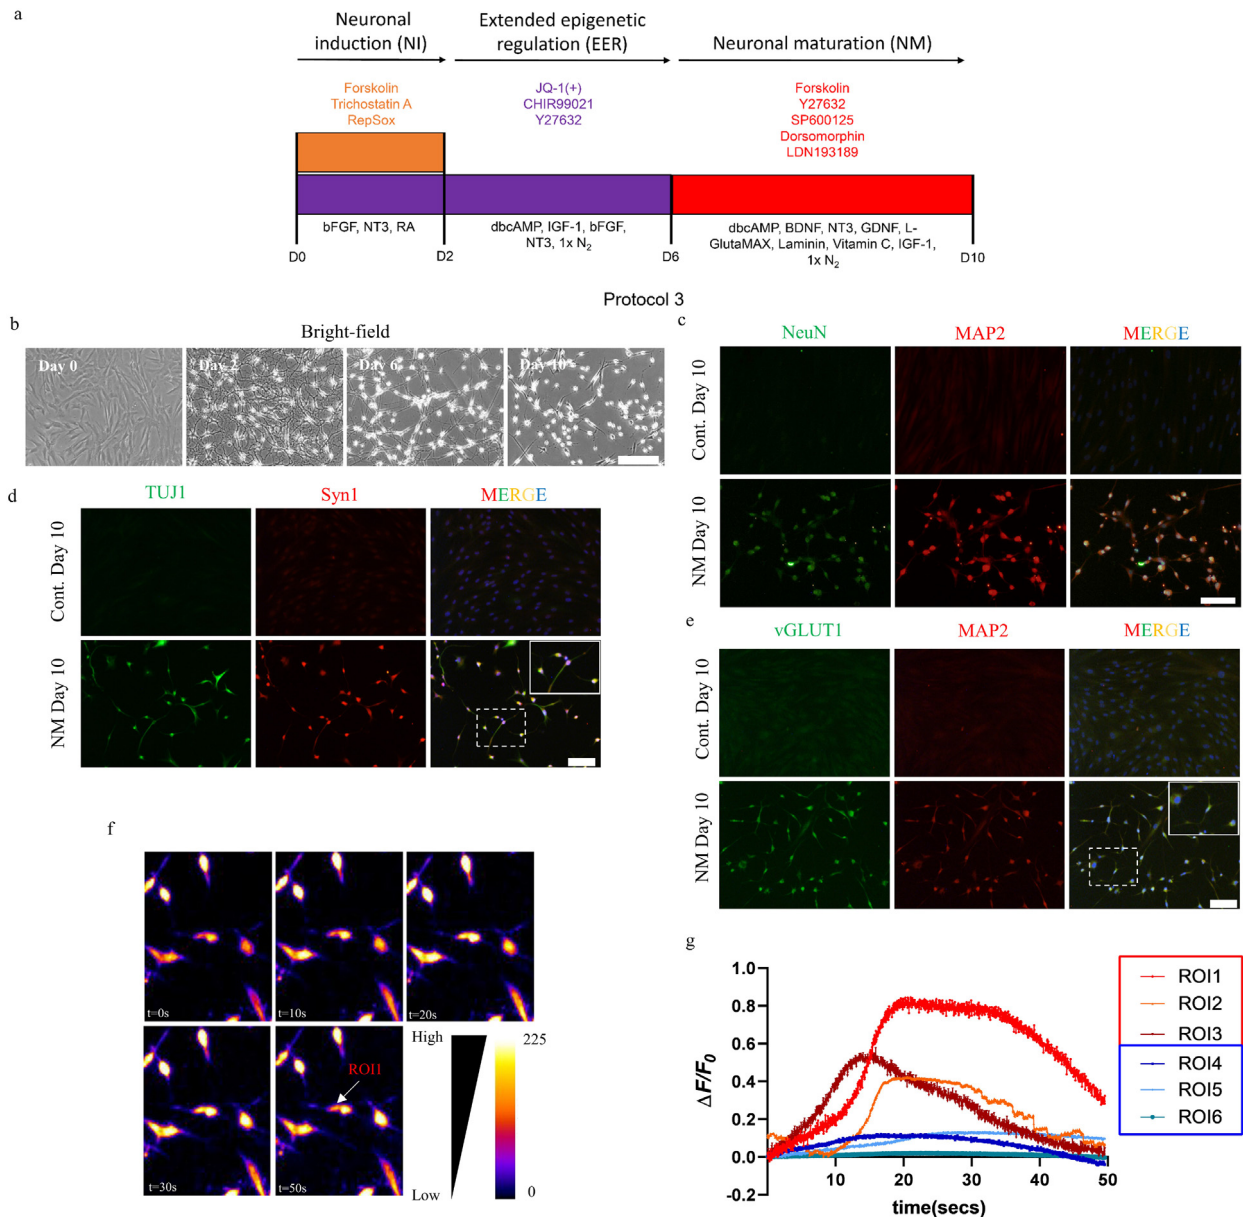 a
Neuronal
induction (NI)
Extended epigenetic
regulation (EER)
Neuronal maturation (NM)
Forskolin
Trichostatin A
RepSox
JQ-1(+)
CHIR99021
Y27632
Forskolin
Y27632
SP600125
Dorsomorphin
LDN193189
bFGF, NT3, RA
dbcAMP, IGF-1, bFGF,
NT3, 1x N2
dbcAMP, BDNF, NT3, GDNF, L-
GlutaMAX, Laminin, Vitamin C, IGF-1,
1x N2
D0
D2
D6
D10
Protocol 3
b
Bright-field
Day 0
Day 2
Day 6
Day 10
c
NeuN
MAP2
MERGE
Cont. Day 10
NM Day 10
d
TUJ1
Syn1
MERGE
Cont. Day 10
NM Day 10
e
vGLUT1
MAP2
MERGE
Cont. Day 10
NM Day 10
f
t=0s
t=10s
t=20s
t=30s
t=50s
ROI1
High
Low
225
0
g
ΔF/F0
1.0
0.8
0.6
0.4
0.2
0.0
-0.2
10
20
30
40
50
time(secs)
ROI1
ROI2
ROI3
ROI4
ROI5
ROI6